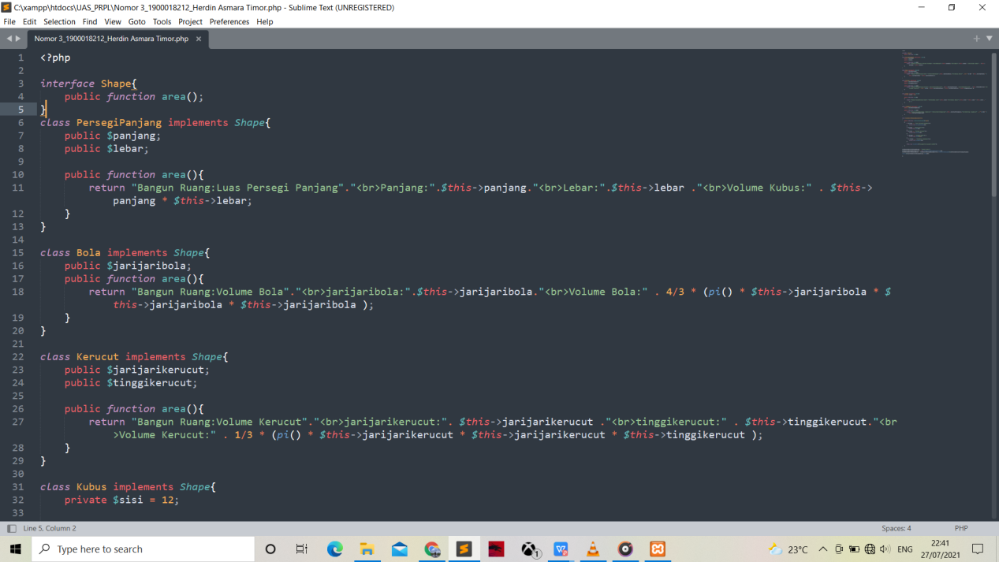 C:\xampp\htdocs\UAS_PRPL\Nomor 3_1900018212_Herdin Asmara Timor.php - Sublime Text (UNREGISTERED)
File Edit Selection Find View Goto Tools Project Preferences Help
Nomor 3_1900018212_Herdin Asmara Timor.php
1 <?php
2
3 interface Shape{
4 public function area();
5 }
6 class PersegiPanjang implements Shape{
7 public $panjang;
8 public $lebar;
9
10 public function area(){
11 return "Bangun Ruang:Luas Persegi Panjang"."<br>Panjang:".$this->panjang."<br>Lebar:".$this->lebar ."<br>Volume Kubus:" . $this->
panjang * $this->lebar;
12 }
13 }
14
15 class Bola implements Shape{
16 public $jarijaribola;
17 public function area(){
18 return "Bangun Ruang:Volume Bola"."<br>jarijaribola:".$this->jarijaribola."<br>Volume Bola:" . 4/3 * (pi() * $this->jarijaribola * $
this->jarijaribola * $this->jarijaribola );
19 }
20 }
21
22 class Kerucut implements Shape{
23 public $jarijarikerucut;
24 public $tinggikerucut;
25
26 public function area(){
27 return "Bangun Ruang:Volume Kerucut"."<br>jarijarikerucut:". $this->jarijarikerucut ."<br>tinggikerucut:" . $this->tinggikerucut."<br
>Volume Kerucut:" . 1/3 * (pi() * $this->jarijarikerucut * $this->jarijarikerucut * $this->tinggikerucut );
28 }
29 }
30
31 class Kubus implements Shape{
32 private $sisi = 12;
33
Line 5, Column 2 Spaces: 4 PHP
Type here to search 23°C ENG 22:41
27/07/2021